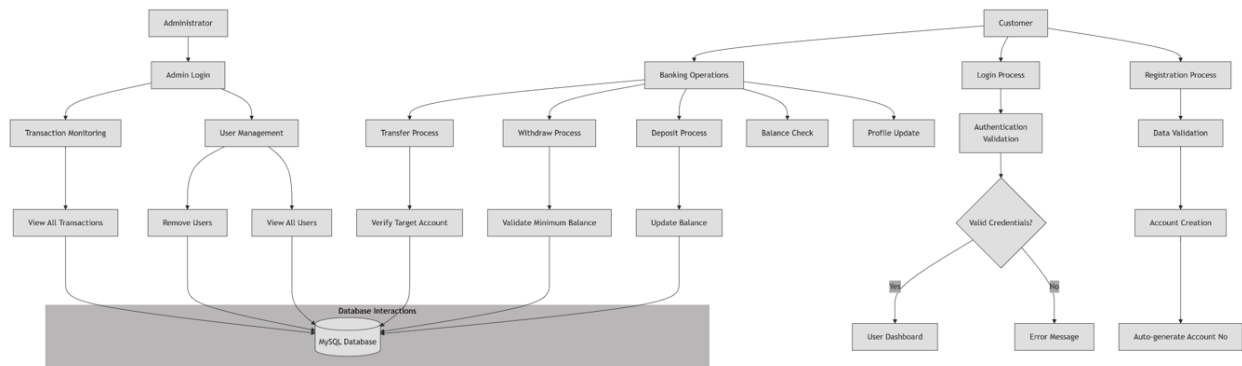 Administrator
Customer
Admin Login
Banking Operations
Login Process
Registration Process
Transaction Monitoring
User Management
Transfer Process
Withdraw Process
Deposit Process
Balance Check
Profile Update
Authentication
Validation
Data Validation
View All Transactions
Remove Users
View All Users
Verify Target Account
Validate Minimum Balance
Update Balance
Valid Credentials?
Account Creation
Yes
No
Database Interactions
MySQL Database
User Dashboard
Error Message
Auto-generate Account No